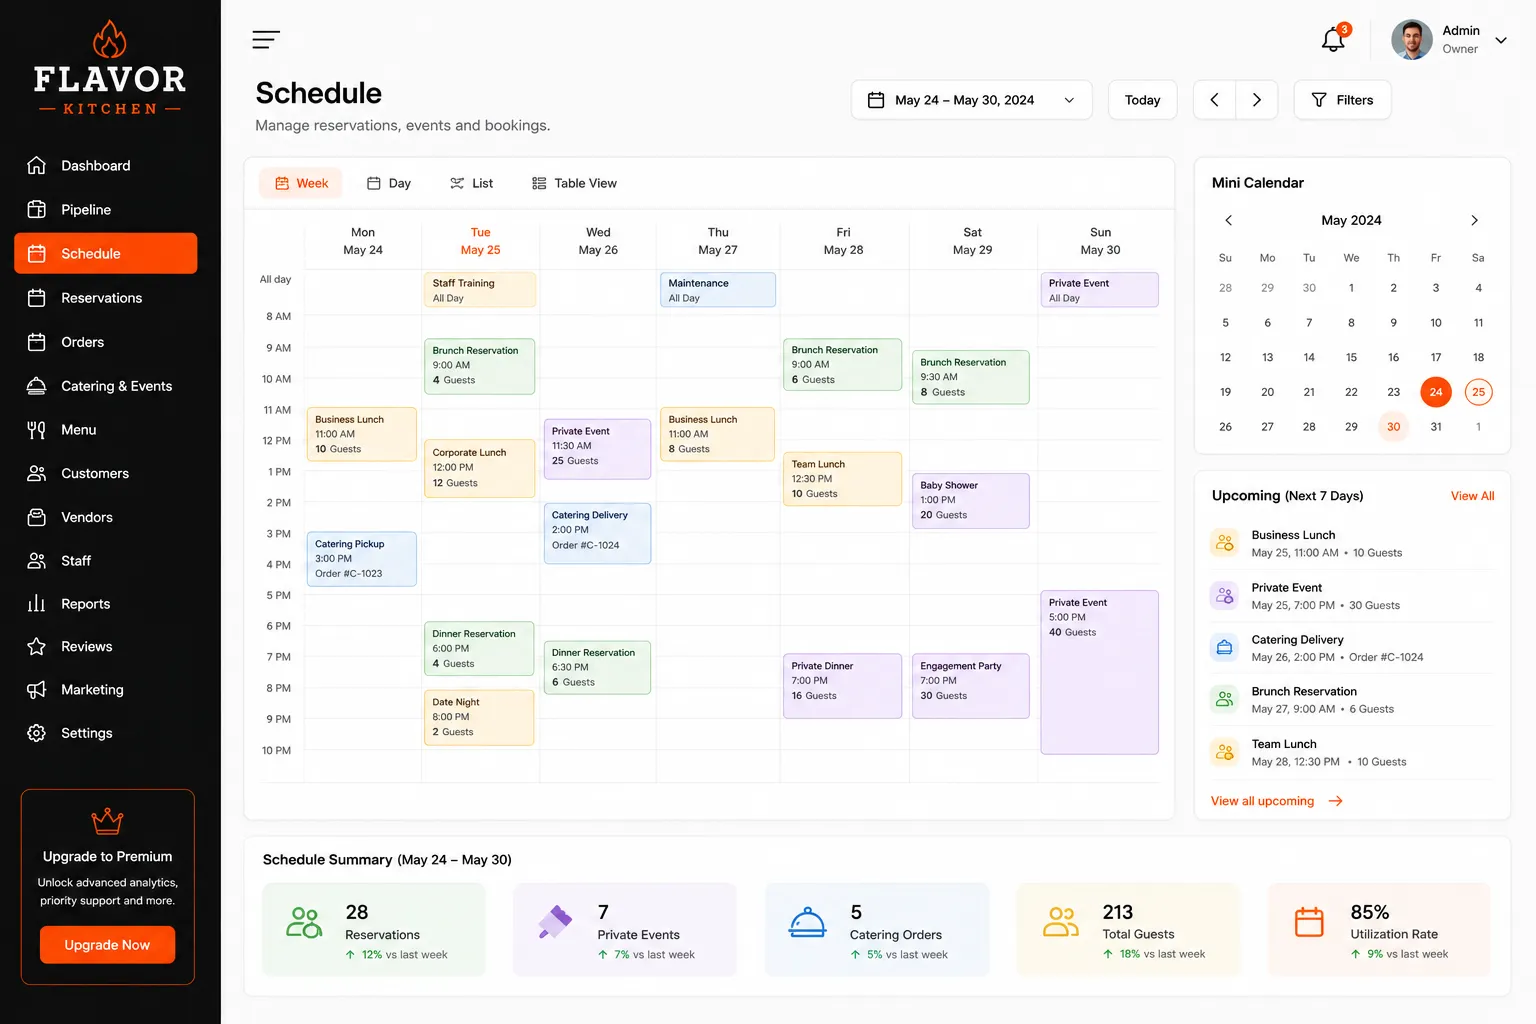 FLAVOR
KITCHEN
Dashboard
Pipeline
Schedule
Reservations
Orders
Catering & Events
Menu
Customers
Vendors
Staff
Reports
Reviews
Marketing
Settings
Upgrade to Premium
Unlock advanced analytics,
priority support and more.
Upgrade Now
3
Admin
Owner
Schedule
Manage reservations, events and bookings.
May 24 – May 30, 2024
Today
Filters
Week
Day
List
Table View
Mon Tue Wed Thu Fri Sat Sun
May 24 May 25 May 26 May 27 May 28 May 29 May 30
All day
8 AM
9 AM
10 AM
11 AM
12 PM
1 PM
2 PM
3 PM
4 PM
5 PM
6 PM
7 PM
8 PM
9 PM
10 PM
Business Lunch
11:00 AM
10 Guests
Catering Pickup
3:00 PM
Order #C-1023
Staff Training
All Day
Brunch Reservation
9:00 AM
4 Guests
Corporate Lunch
12:00 PM
12 Guests
Dinner Reservation
6:00 PM
4 Guests
Date Night
8:00 PM
2 Guests
Private Event
11:30 AM
25 Guests
Catering Delivery
2:00 PM
Order #C-1024
Dinner Reservation
6:30 PM
6 Guests
Maintenance
All Day
Business Lunch
11:00 AM
8 Guests
Brunch Reservation
9:00 AM
6 Guests
Team Lunch
12:30 PM
10 Guests
Private Dinner
7:00 PM
16 Guests
Brunch Reservation
9:30 AM
8 Guests
Baby Shower
1:00 PM
20 Guests
Engagement Party
7:00 PM
30 Guests
Private Event
All Day
Private Event
5:00 PM
40 Guests
Mini Calendar
May 2024
Su Mo Tu We Th Fr Sa
28 29 30 1 2 3 4
5 6 7 8 9 10 11
12 13 14 15 16 17 18
19 20 21 22 23 24 25
26 27 28 29 30 31 1
Upcoming (Next 7 Days)
View All
Business Lunch
May 25, 11:00 AM • 10 Guests
Private Event
May 25, 7:00 PM • 30 Guests
Catering Delivery
May 26, 2:00 PM • Order #C-1024
Brunch Reservation
May 27, 9:00 AM • 6 Guests
Team Lunch
May 28, 12:30 PM • 10 Guests
View all upcoming →
Schedule Summary (May 24 – May 30)
28
Reservations
↑ 12% vs last week
7
Private Events
↑ 7% vs last week
5
Catering Orders
↑ 5% vs last week
213
Total Guests
↑ 18% vs last week
85%
Utilization Rate
↑ 9% vs last week